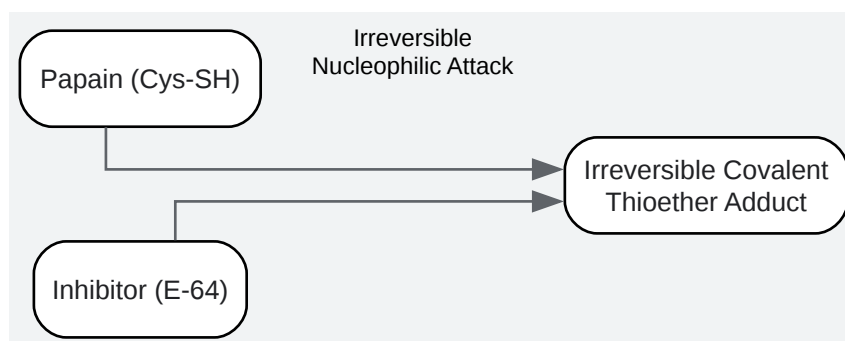 Irreversible
Nucleophilic Attack
Papain (Cys-SH)
Irreversible Covalent
Thioether Adduct
Inhibitor (E-64)